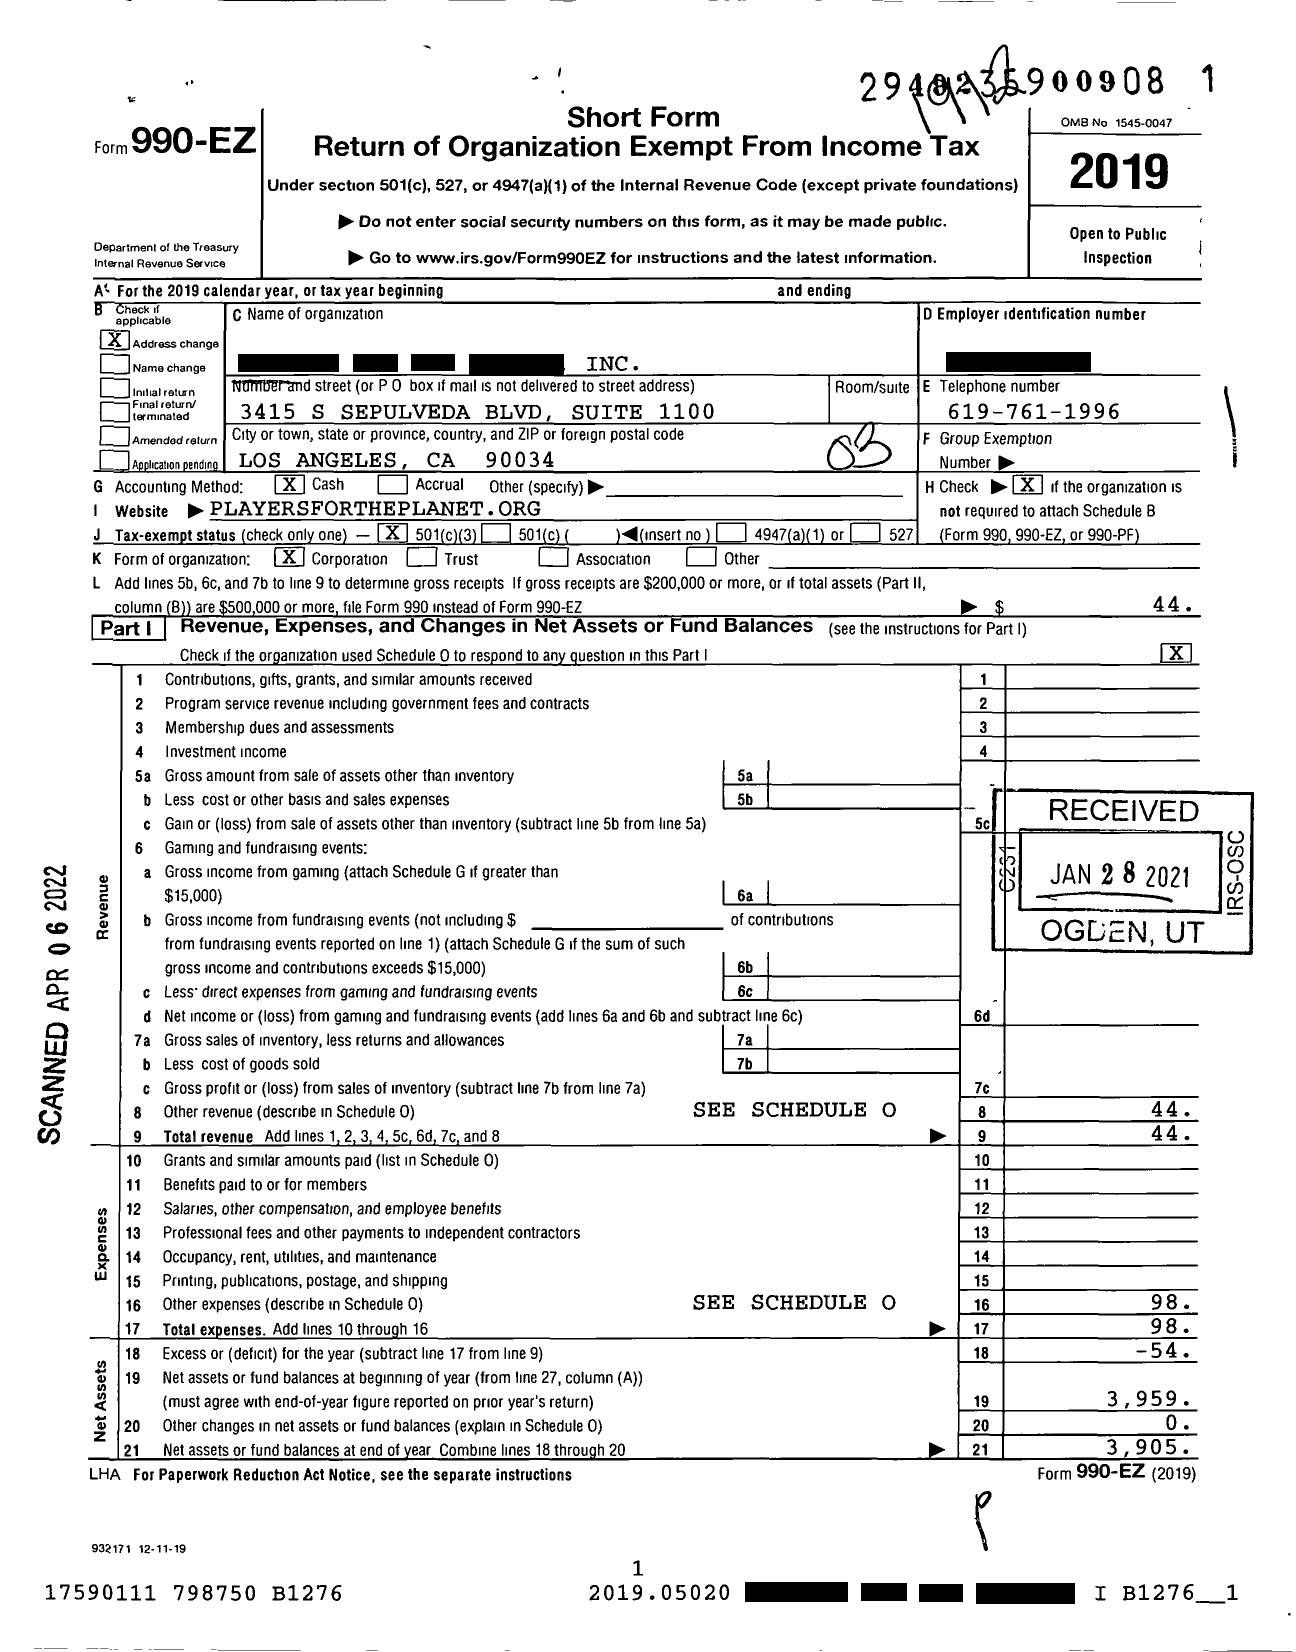 2949235900908 1
Form 990-EZ
Short Form
Return of Organization Exempt From Income Tax
Under section 501(c), 527, or 4947(a)(1) of the Internal Revenue Code (except private foundations)
▶ Do not enter social security numbers on this form, as it may be made public.
▶ Go to www.irs.gov/Form990EZ for instructions and the latest information.
OMB No 1545-0047
2019
Open to Public
Inspection
Department of the Treasury
Internal Revenue Service
A For the 2019 calendar year, or tax year beginning and ending
B Check if applicable
X Address change
Name change
Initial return
Final return/terminated
Amended return
Application pending
C Name of organization
INC.
Number and street (or P O box if mail is not delivered to street address) Room/suite
3415 S SEPULVEDA BLVD, SUITE 1100
City or town, state or province, country, and ZIP or foreign postal code
LOS ANGELES, CA 90034
03
D Employer identification number
E Telephone number
619-761-1996
F Group Exemption
Number ▶
G Accounting Method: X Cash Accrual Other (specify) ▶
H Check ▶ X if the organization is
not required to attach Schedule B
(Form 990, 990-EZ, or 990-PF)
I Website ▶ PLAYERSFORTHEPLANET.ORG
J Tax-exempt status (check only one) — X 501(c)(3) 501(c) ( )◀(insert no) 4947(a)(1) or 527
K Form of organization: X Corporation Trust Association Other
L Add lines 5b, 6c, and 7b to line 9 to determine gross receipts If gross receipts are $200,000 or more, or if total assets (Part II,
column (B)) are $500,000 or more, file Form 990 instead of Form 990-EZ ▶ $ 44.
Part I Revenue, Expenses, and Changes in Net Assets or Fund Balances (see the instructions for Part I)
Check if the organization used Schedule O to respond to any question in this Part I X
Revenue
1 Contributions, gifts, grants, and similar amounts received 1
2 Program service revenue including government fees and contracts 2
3 Membership dues and assessments 3
4 Investment income 4
5a Gross amount from sale of assets other than inventory 5a
b Less cost or other basis and sales expenses 5b
c Gain or (loss) from sale of assets other than inventory (subtract line 5b from line 5a) 5c
6 Gaming and fundraising events:
a Gross income from gaming (attach Schedule G if greater than
$15,000) 6a
b Gross income from fundraising events (not including $ of contributions
from fundraising events reported on line 1) (attach Schedule G if the sum of such
gross income and contributions exceeds $15,000) 6b
c Less: direct expenses from gaming and fundraising events 6c
d Net income or (loss) from gaming and fundraising events (add lines 6a and 6b and subtract line 6c) 6d
7a Gross sales of inventory, less returns and allowances 7a
b Less cost of goods sold 7b
c Gross profit or (loss) from sales of inventory (subtract line 7b from line 7a) 7c
8 Other revenue (describe in Schedule O) SEE SCHEDULE O 8 44.
9 Total revenue Add lines 1, 2, 3, 4, 5c, 6d, 7c, and 8 ▶ 9 44.
RECEIVED
C231
JAN 28 2021
IRS-OSC
OGDEN, UT
SCANNED APR 06 2022
Expenses
10 Grants and similar amounts paid (list in Schedule O) 10
11 Benefits paid to or for members 11
12 Salaries, other compensation, and employee benefits 12
13 Professional fees and other payments to independent contractors 13
14 Occupancy, rent, utilities, and maintenance 14
15 Printing, publications, postage, and shipping 15
16 Other expenses (describe in Schedule O) SEE SCHEDULE O 16 98.
17 Total expenses. Add lines 10 through 16 ▶ 17 98.
Net Assets
18 Excess or (deficit) for the year (subtract line 17 from line 9) 18 -54.
19 Net assets or fund balances at beginning of year (from line 27, column (A))
(must agree with end-of-year figure reported on prior year's return) 19 3,959.
20 Other changes in net assets or fund balances (explain in Schedule O) 20 0.
21 Net assets or fund balances at end of year Combine lines 18 through 20 ▶ 21 3,905.
LHA For Paperwork Reduction Act Notice, see the separate instructions Form 990-EZ (2019)
932171 12-11-19
1
17590111 798750 B1276 2019.05020 I B1276__1